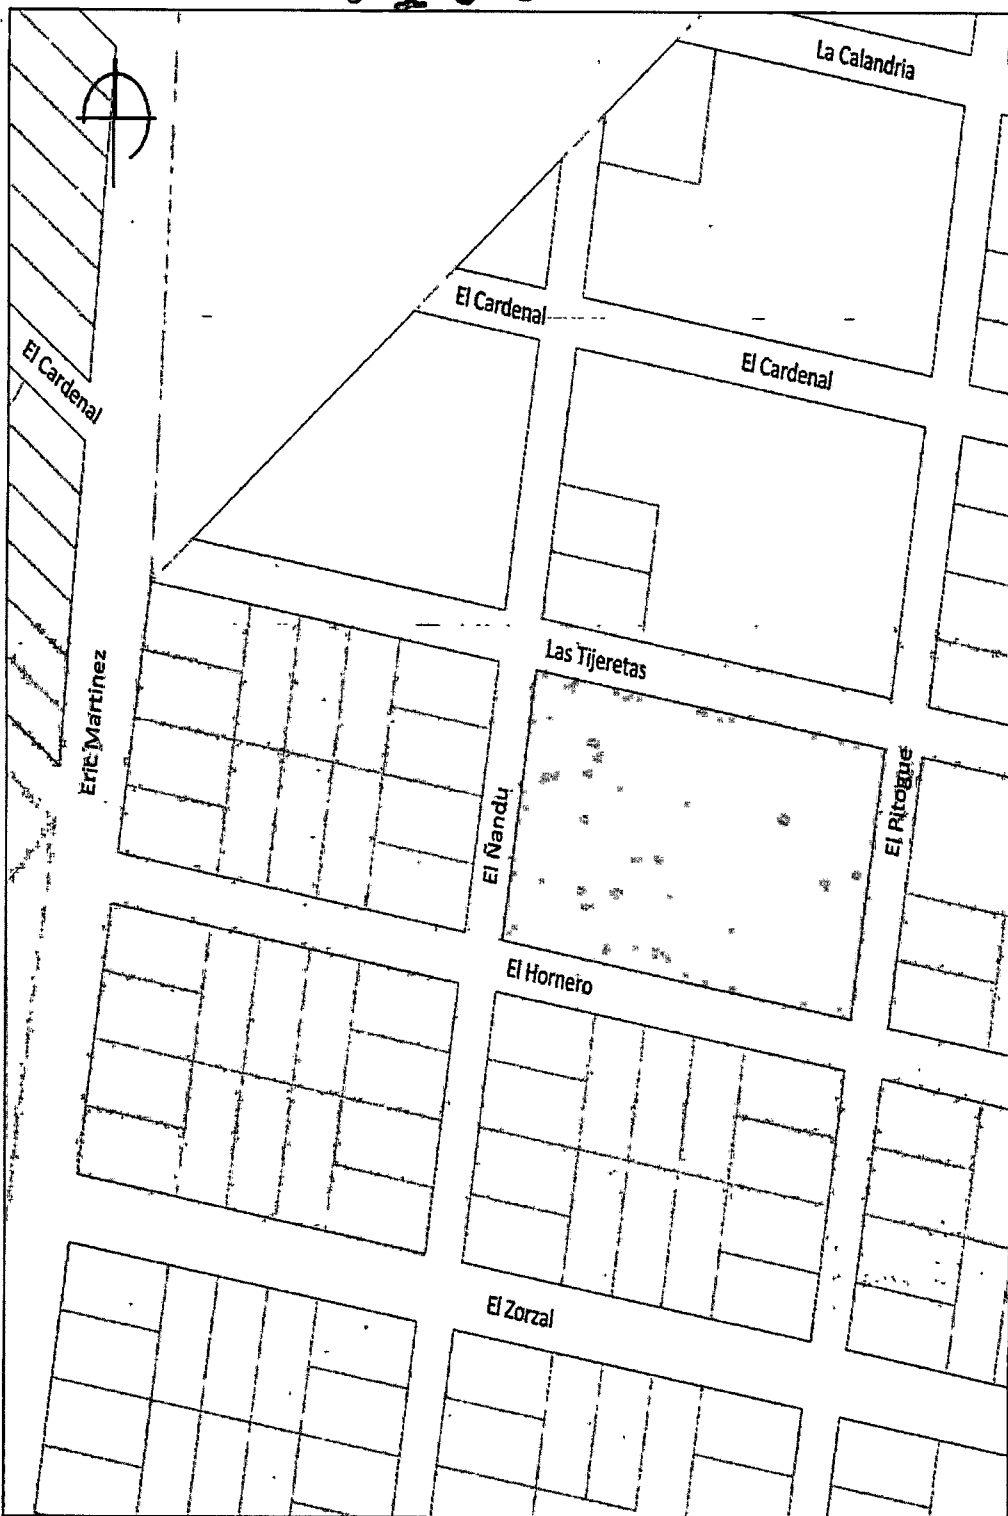 La Calandria
El Cardenal
El Cardenal
El Cardenal
Las Tijeretas
Eric Martinez
El Ñandu
El Pitogue
El Hornero
El Zorzal